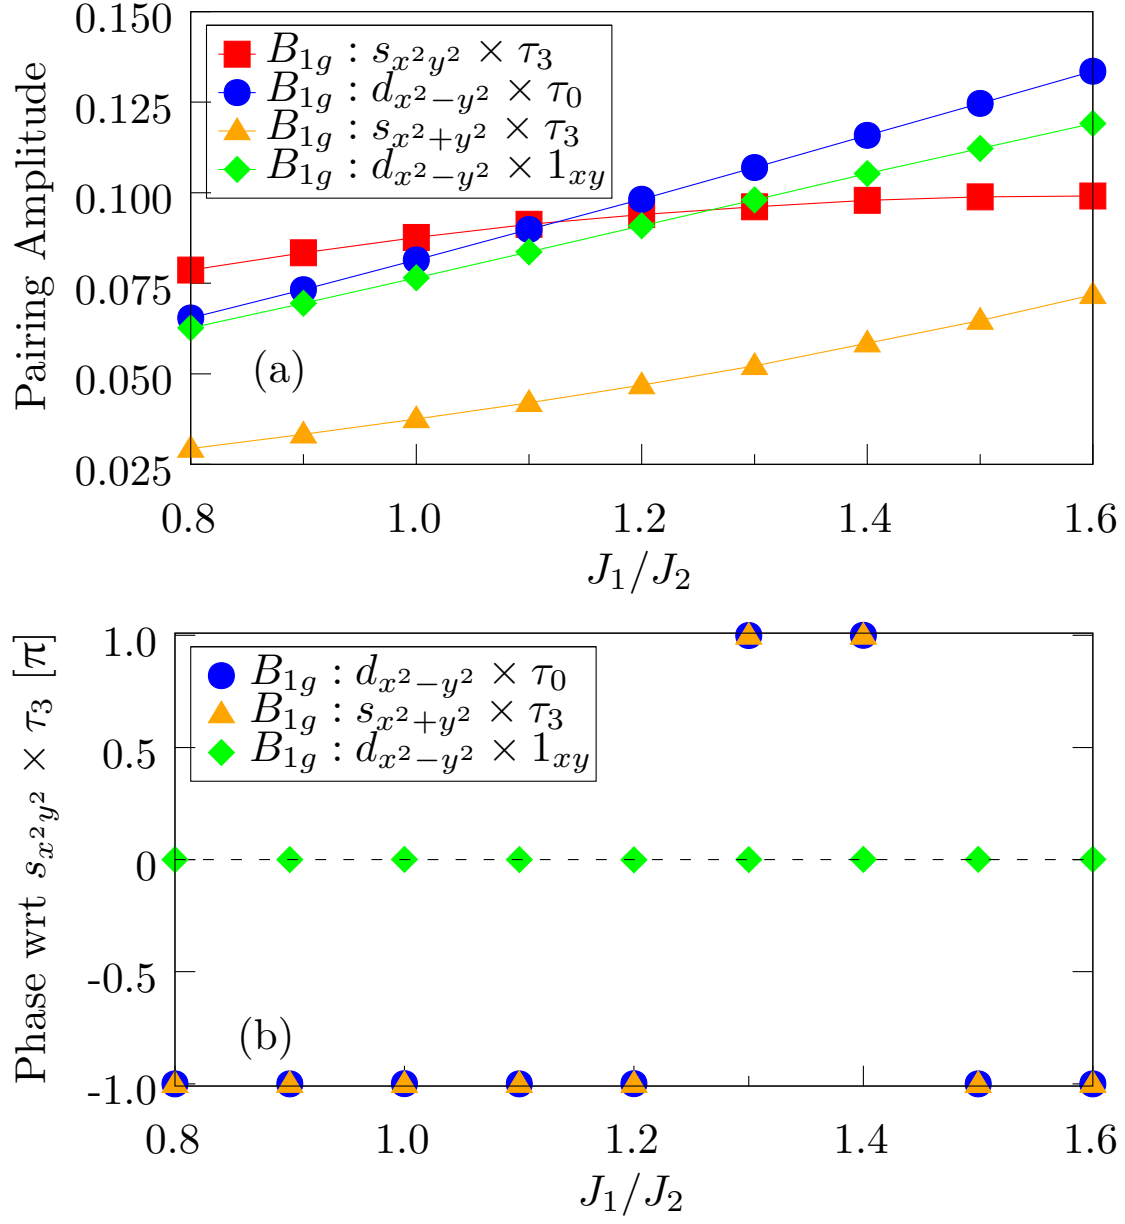 0.150
0.125
0.100
0.075
0.050
0.025
Pairing Amplitude
B₁g : sₓ²y² × τ₃
B₁g : dₓ²₋y² × τ₀
B₁g : sₓ²₊y² × τ₃
B₁g : dₓ²₋y² × 1ₓy
(a)
0.8 1.0 1.2 1.4 1.6
J₁/J₂
1.0
0.5
0
-0.5
-1.0
Phase wrt sₓ²y² × τ₃ [π]
B₁g : dₓ²₋y² × τ₀
B₁g : sₓ²₊y² × τ₃
B₁g : dₓ²₋y² × 1ₓy
(b)
0.8 1.0 1.2 1.4 1.6
J₁/J₂